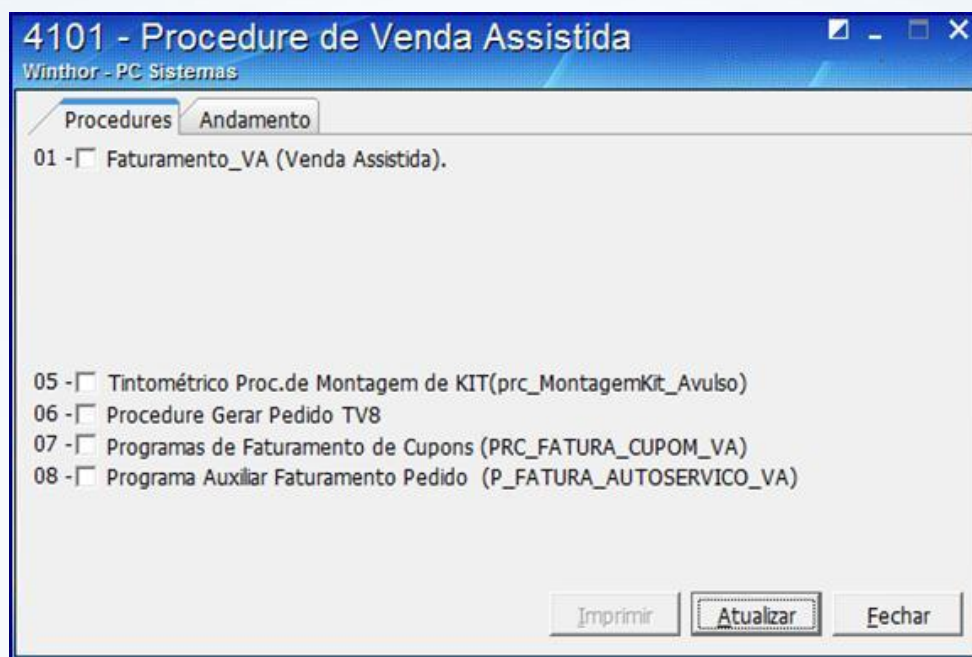 4101 - Procedure de Venda Assistida
Winthor - PC Sistemas
Procedures Andamento
01 - Faturamento_VA (Venda Assistida).
05 - Tintométrico Proc.de Montagem de KIT(prc_MontagemKit_Avulso)
06 - Procedure Gerar Pedido TV8
07 - Programas de Faturamento de Cupons (PRC_FATURA_CUPOM_VA)
08 - Programa Auxiliar Faturamento Pedido (P_FATURA_AUTOSERVICO_VA)
Imprimir Atualizar Fechar